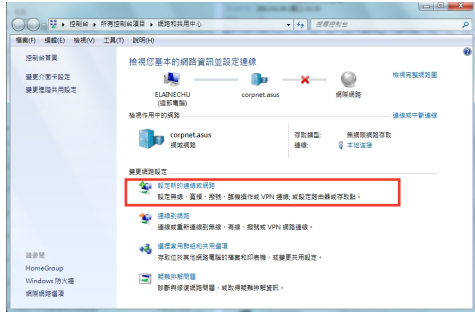 控制台 ▸ 所有控制台項目 ▸ 網路和共用中心
搜尋控制台
檔案(F) 編輯(E) 檢視(V) 工具(T) 說明(H)
控制台首頁
變更介面卡設定
變更進階共用設定
檢視您基本的網路資訊並設定連線
檢視完整網路圖
ELAINECHU
(這部電腦)
corpnet.asus
網際網路
檢視作用中的網路
連線或中斷連線
corpnet.asus
網域網路
存取類型: 無網際網路存取
連線: 本地連接
變更網路設定
設定新的連線或網路
設定無線、寬頻、撥號、臨機操作或 VPN 連線; 或設定路由器或存取點。
連線到網路
連線或重新連線到無線、有線、撥號或 VPN 網路連線。
選擇家用群組和共用選項
存取位於其他網路電腦的檔案和印表機，或變更共用設定。
疑難排解問題
診斷與修復網路問題，或取得疑難排解資訊。
請參閱
HomeGroup
Windows 防火牆
網際網路選項